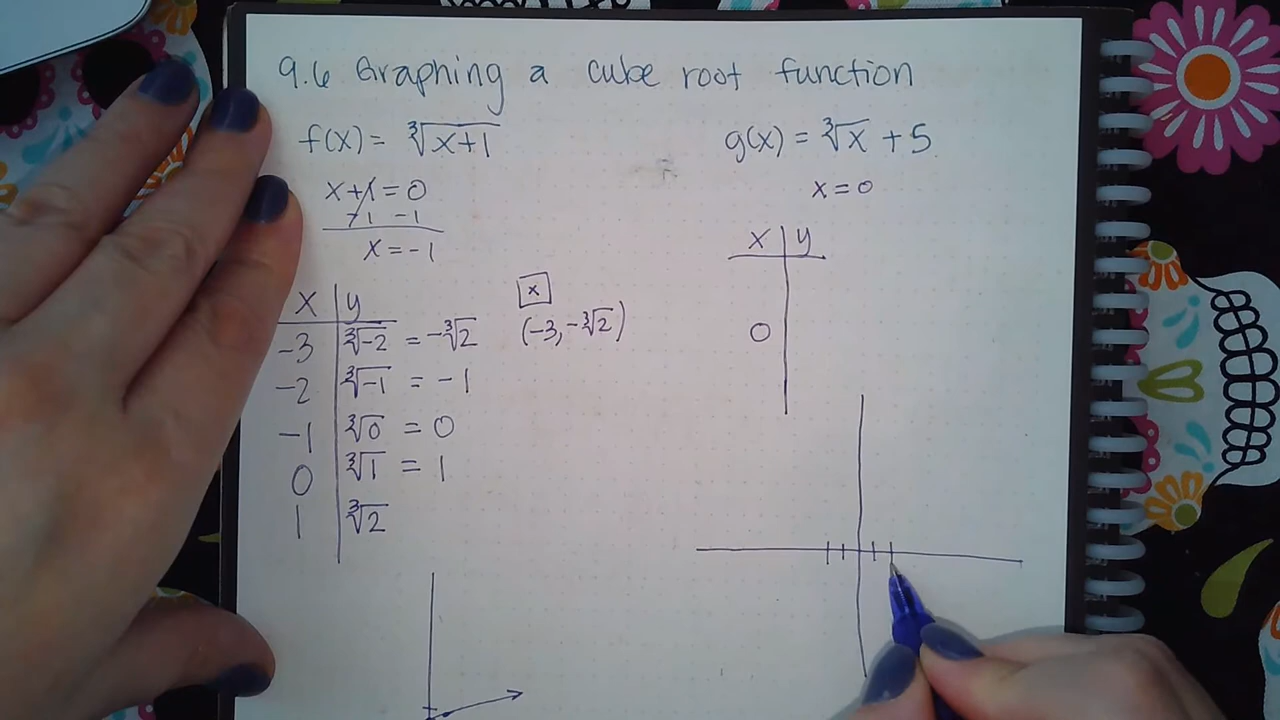 9.6 Graphing a cube root function
f(x) = ∛(x+1)
x+1=0
-1 -1
x=-1
x | y
-3 | ∛-2 = -∛2
-2 | ∛-1 = -1
-1 | ∛0 = 0
0 | ∛1 = 1
1 | ∛2
x
(-3, -∛2)
g(x) = ∛x + 5
x=0
x | y
0